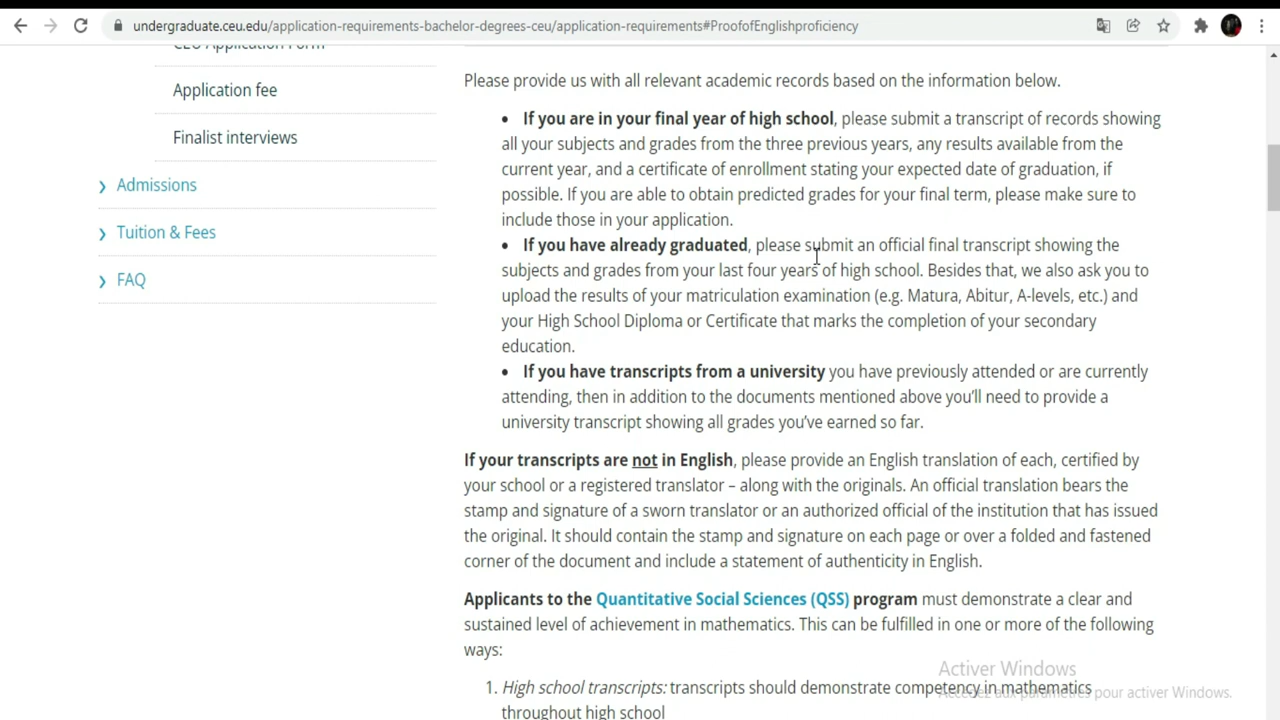 undergraduate.ceu.edu/application-requirements-bachelor-degrees-ceu/application-requirements#ProofofEnglishproficiency
CEU Application Form
Application fee
Finalist interviews
Admissions
Tuition & Fees
FAQ
Please provide us with all relevant academic records based on the information below.
• If you are in your final year of high school, please submit a transcript of records showing
all your subjects and grades from the three previous years, any results available from the
current year, and a certificate of enrollment stating your expected date of graduation, if
possible. If you are able to obtain predicted grades for your final term, please make sure to
include those in your application.
• If you have already graduated, please submit an official final transcript showing the
subjects and grades from your last four years of high school. Besides that, we also ask you to
upload the results of your matriculation examination (e.g. Matura, Abitur, A-levels, etc.) and
your High School Diploma or Certificate that marks the completion of your secondary
education.
• If you have transcripts from a university you have previously attended or are currently
attending, then in addition to the documents mentioned above you’ll need to provide a
university transcript showing all grades you’ve earned so far.
If your transcripts are not in English, please provide an English translation of each, certified by
your school or a registered translator – along with the originals. An official translation bears the
stamp and signature of a sworn translator or an authorized official of the institution that has issued
the original. It should contain the stamp and signature on each page or over a folded and fastened
corner of the document and include a statement of authenticity in English.
Applicants to the Quantitative Social Sciences (QSS) program must demonstrate a clear and
sustained level of achievement in mathematics. This can be fulfilled in one or more of the following
ways:
1. High school transcripts: transcripts should demonstrate competency in mathematics
throughout high school
Activer Windows
Accédez aux paramètres pour activer Windows.